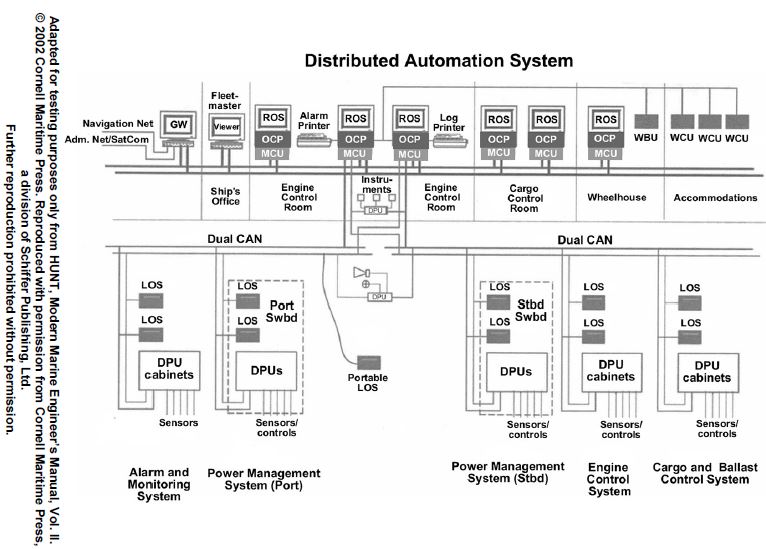 Distributed Automation System
Navigation Net
Adm. Net/SatCom
GW
Fleet-
master
Viewer
ROS
OCP
MCU
Alarm
Printer
ROS
OCP
MCU
ROS
OCP
MCU
Log
Printer
ROS
OCP
MCU
ROS
OCP
MCU
ROS
OCP
MCU
WBU
WCU
WCU
WCU
Ship's
Office
Engine
Control
Room
Instru-
ments
DPU
Engine
Control
Room
Cargo
Control
Room
Wheelhouse
Accommodations
Dual CAN
Dual CAN
DPU
LOS
LOS
DPU
cabinets
Sensors
LOS
Port
Swbd
LOS
DPUs
Sensors/
controls
Portable
LOS
LOS
Stbd
Swbd
LOS
DPUs
Sensors/
controls
LOS
LOS
DPU
cabinets
Sensors/
controls
LOS
LOS
DPU
cabinets
Sensors/
controls
Alarm and
Monitoring
System
Power Management
System (Port)
Power Management
System (Stbd)
Engine
Control
System
Cargo and Ballast
Control System
Adapted for testing purposes only from HUNT, Modern Marine Engineer's Manual, Vol. II.
© 2002 Cornell Maritime Press, Reproduced with permission from Cornell Maritime Press,
a division of Schiffer Publishing, Ltd.
Further reproduction prohibited without permission.